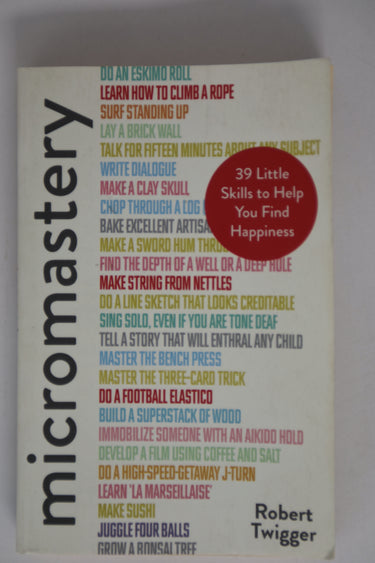 micromastery
DO AN ESKIMO ROLL
LEARN HOW TO CLIMB A ROPE
SURF STANDING UP
LAY A BRICK WALL
TALK FOR FIFTEEN MINUTES ABOUT ANY SUBJECT
WRITE DIALOGUE
MAKE A CLAY SKULL
CHOP THROUGH A LOG
BAKE EXCELLENT ARTISA
MAKE A SWORD HUM THROU
FIND THE DEPTH OF A WELL OR A DEEP HOLE
MAKE STRING FROM NETTLES
DO A LINE SKETCH THAT LOOKS CREDITABLE
SING SOLO, EVEN IF YOU ARE TONE DEAF
TELL A STORY THAT WILL ENTHRAL ANY CHILD
MASTER THE BENCH PRESS
MASTER THE THREE-CARD TRICK
DO A FOOTBALL ELASTICO
BUILD A SUPERSTACK OF WOOD
IMMOBILIZE SOMEONE WITH AN AIKIDO HOLD
DEVELOP A FILM USING COFFEE AND SALT
DO A HIGH-SPEED-GETAWAY J-TURN
LEARN 'LA MARSEILLAISE'
MAKE SUSHI
JUGGLE FOUR BALLS
GROW A BONSAI TREE
39 Little
Skills to Help
You Find
Happiness
Robert
Twigger